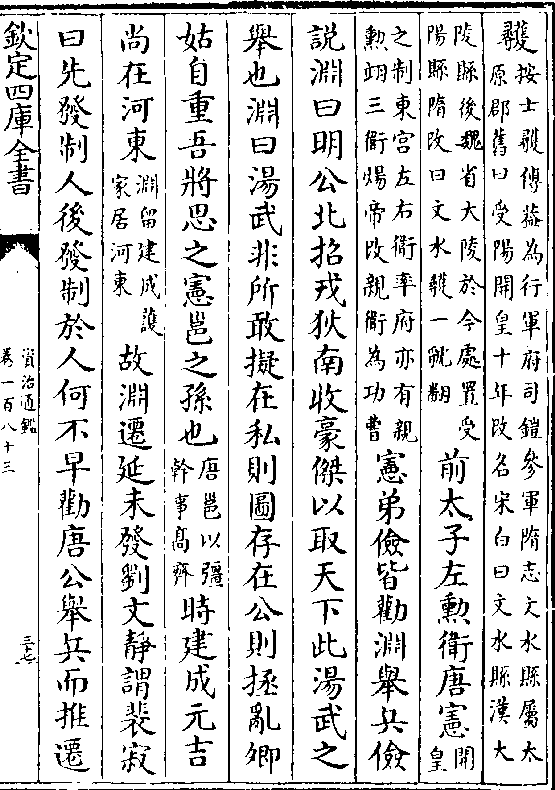 彠按士彠傳蓋為行軍府司鎧參軍隋志文水縣屬太
原郡舊曰受陽開皇十年改名宋白曰文水縣漢大
陵縣後魏省大陵於今處置受
陽縣隋改曰文水彠一虢翻
前太子左勲衛唐憲開
皇
之制東宫左右衛率府亦有親
勲翊三衛煬帝改親衛為功曹
憲弟儉皆勸淵舉兵儉
説淵曰明公北招戎狄南收豪傑以取天下此湯武之
舉也淵曰湯武非所敢擬在私則圖存在公則拯亂卿
姑自重吾將思之憲邕之孫也
唐邕以彊
幹事高齊
時建成元吉
尚在河東
淵留建成護
家居河東
故淵遷延未發劉文靜謂裴寂
曰先發制人後發制於人何不早勸唐公舉兵而推遷
欽定四庫全書
資治通鑑
卷一百八十三
三十七